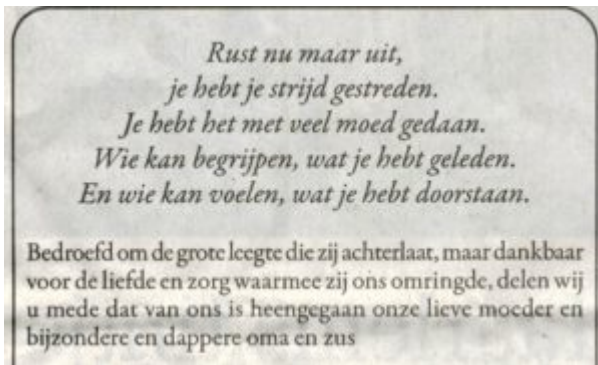 Rust nu maar uit,
je hebt je strijd gestreden.
Je hebt het met veel moed gedaan.
Wie kan begrijpen, wat je hebt geleden.
En wie kan voelen, wat je hebt doorstaan.
Bedroefd om de grote leegte die zij achterlaat, maar dankbaar
voor de liefde en zorg waarmee zij ons omringde, delen wij
u mede dat van ons is heengegaan onze lieve moeder en
bijzondere en dappere oma en zus